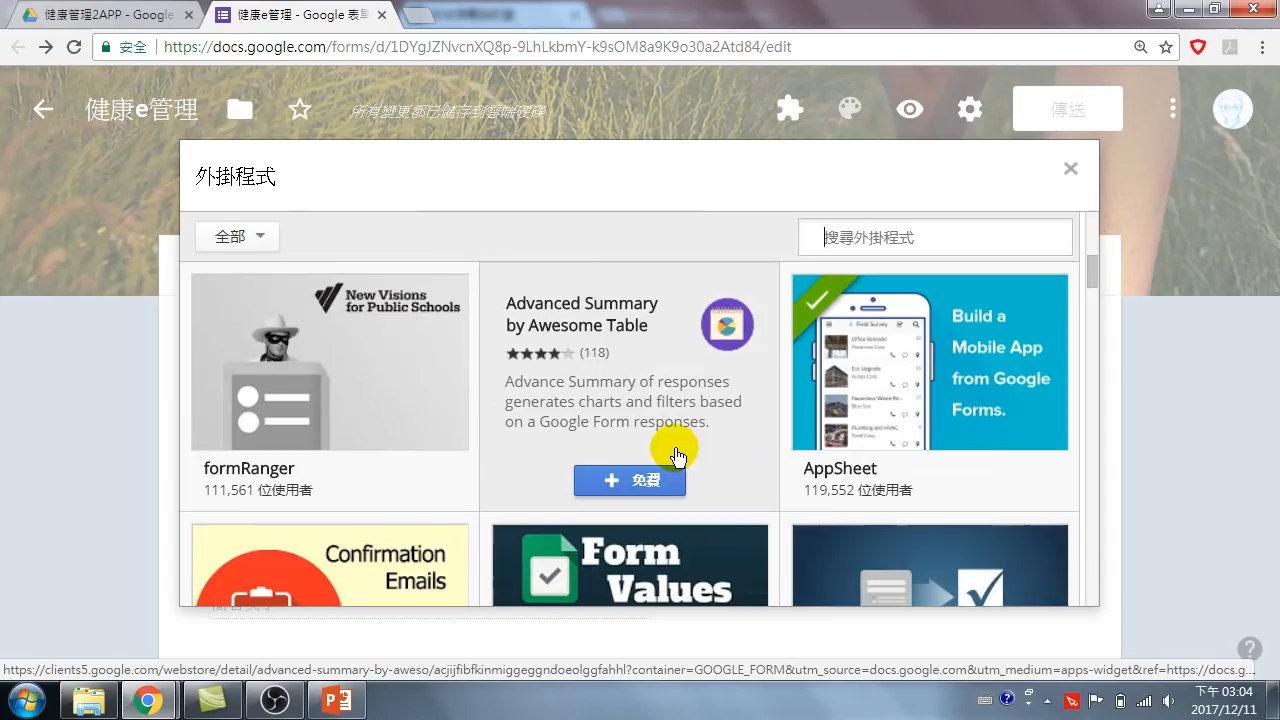 健康管理2APP - Google
健康e管理 - Google 表單
安全
https://docs.google.com/forms/d/1DYgJZNvcnXQ8p-9LhLkbmY-k9sOM8a9K9o30a2Atd84/edit
健康e管理
所有變更都已儲存到雲端硬碟
傳送
外掛程式
全部
搜尋外掛程式
New Visions
for Public Schools
formRanger
111,561 位使用者
Advanced Summary
by Awesome Table
(118)
Advance Summary of responses
generates charts and filters based
on a Google Form responses.
免費
Build a
Mobile App
from Google
Forms.
AppSheet
119,552 位使用者
Confirmation
Emails
Form
Values
https://clients5.google.com/webstore/detail/advanced-summary-by-aweso/acijjfibfkinmiggeggndoeolggfahhl?container=GOOGLE_FORM&utm_source=docs.google.com&utm_medium=apps-widget&ref=https://docs.g...
下午 03:04
2017/12/11